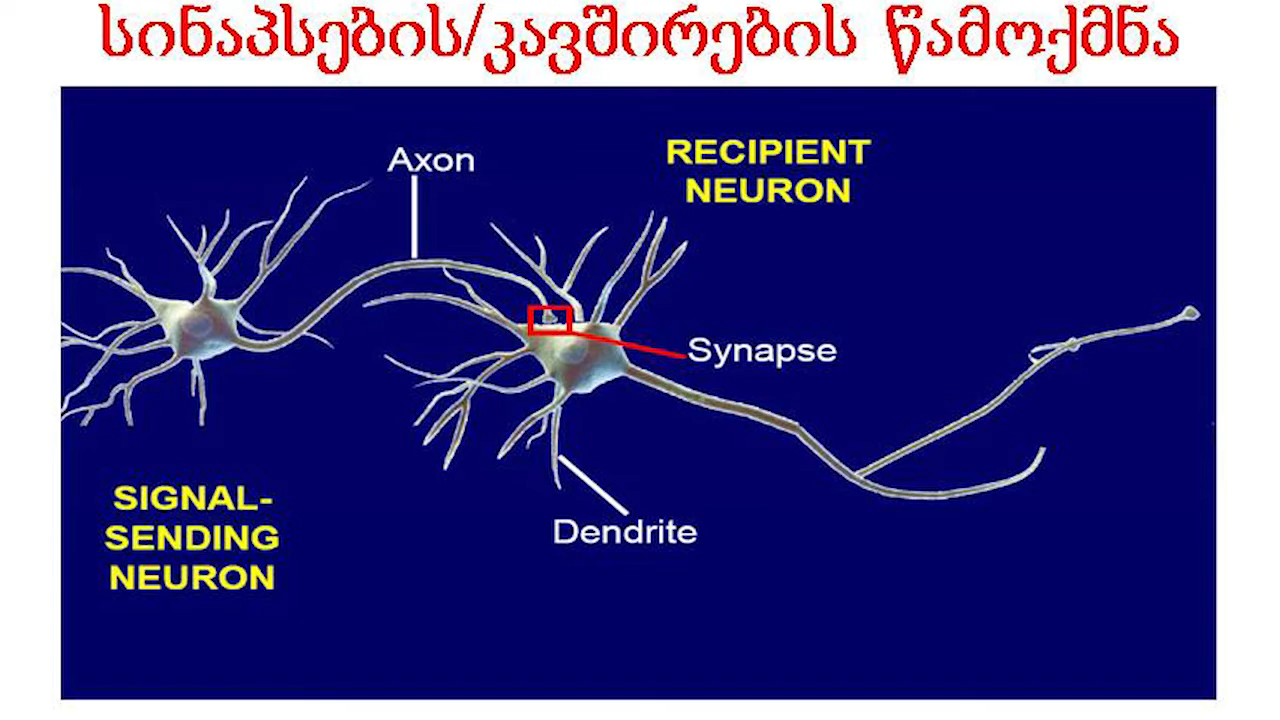 სინაპსების/კავშირების წამოქმნა
Axon
RECIPIENT
NEURON
Synapse
SIGNAL-
SENDING
NEURON
Dendrite